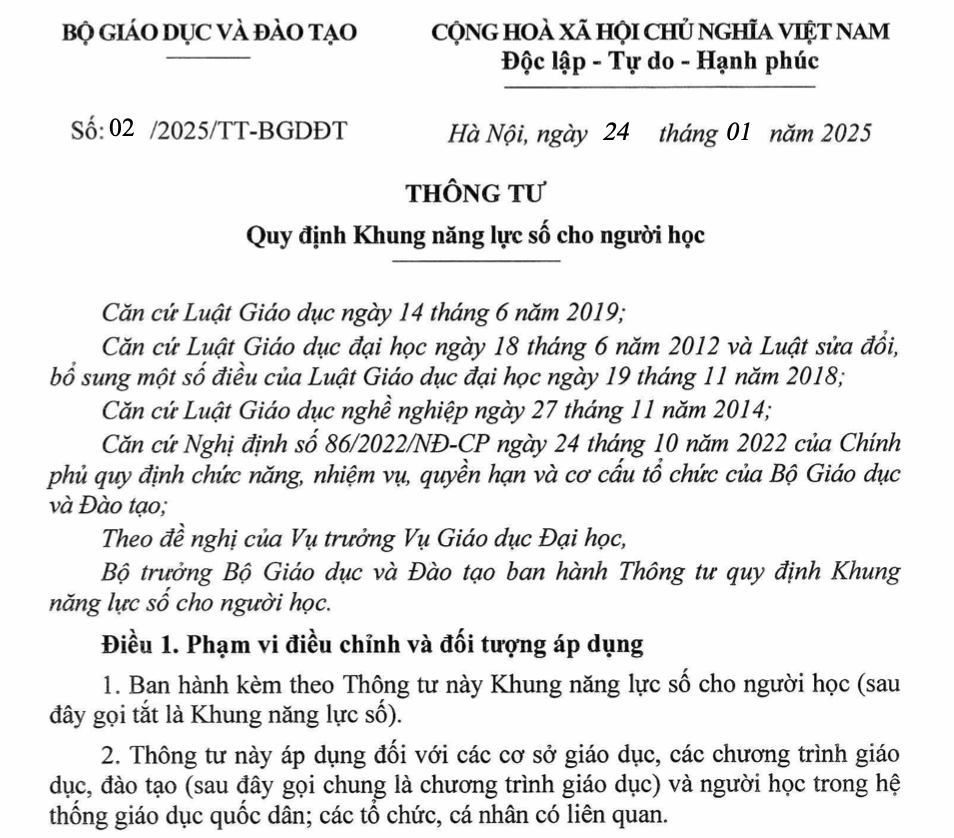 BỘ GIÁO DỤC VÀ ĐÀO TẠO
CỘNG HOÀ XÃ HỘI CHỦ NGHĨA VIỆT NAM
Độc lập - Tự do - Hạnh phúc
Số: 02 /2025/TT-BGDĐT
Hà Nội, ngày 24 tháng 01 năm 2025
THÔNG TƯ
Quy định Khung năng lực số cho người học
Căn cứ Luật Giáo dục ngày 14 tháng 6 năm 2019;
Căn cứ Luật Giáo dục đại học ngày 18 tháng 6 năm 2012 và Luật sửa đổi,
bổ sung một số điều của Luật Giáo dục đại học ngày 19 tháng 11 năm 2018;
Căn cứ Luật Giáo dục nghề nghiệp ngày 27 tháng 11 năm 2014;
Căn cứ Nghị định số 86/2022/NĐ-CP ngày 24 tháng 10 năm 2022 của Chính
phủ quy định chức năng, nhiệm vụ, quyền hạn và cơ cấu tổ chức của Bộ Giáo dục
và Đào tạo;
Theo đề nghị của Vụ trưởng Vụ Giáo dục Đại học,
Bộ trưởng Bộ Giáo dục và Đào tạo ban hành Thông tư quy định Khung
năng lực số cho người học.
Điều 1. Phạm vi điều chỉnh và đối tượng áp dụng
1. Ban hành kèm theo Thông tư này Khung năng lực số cho người học (sau
đây gọi tắt là Khung năng lực số).
2. Thông tư này áp dụng đối với các cơ sở giáo dục, các chương trình giáo
dục, đào tạo (sau đây gọi chung là chương trình giáo dục) và người học trong hệ
thống giáo dục quốc dân; các tổ chức, cá nhân có liên quan.